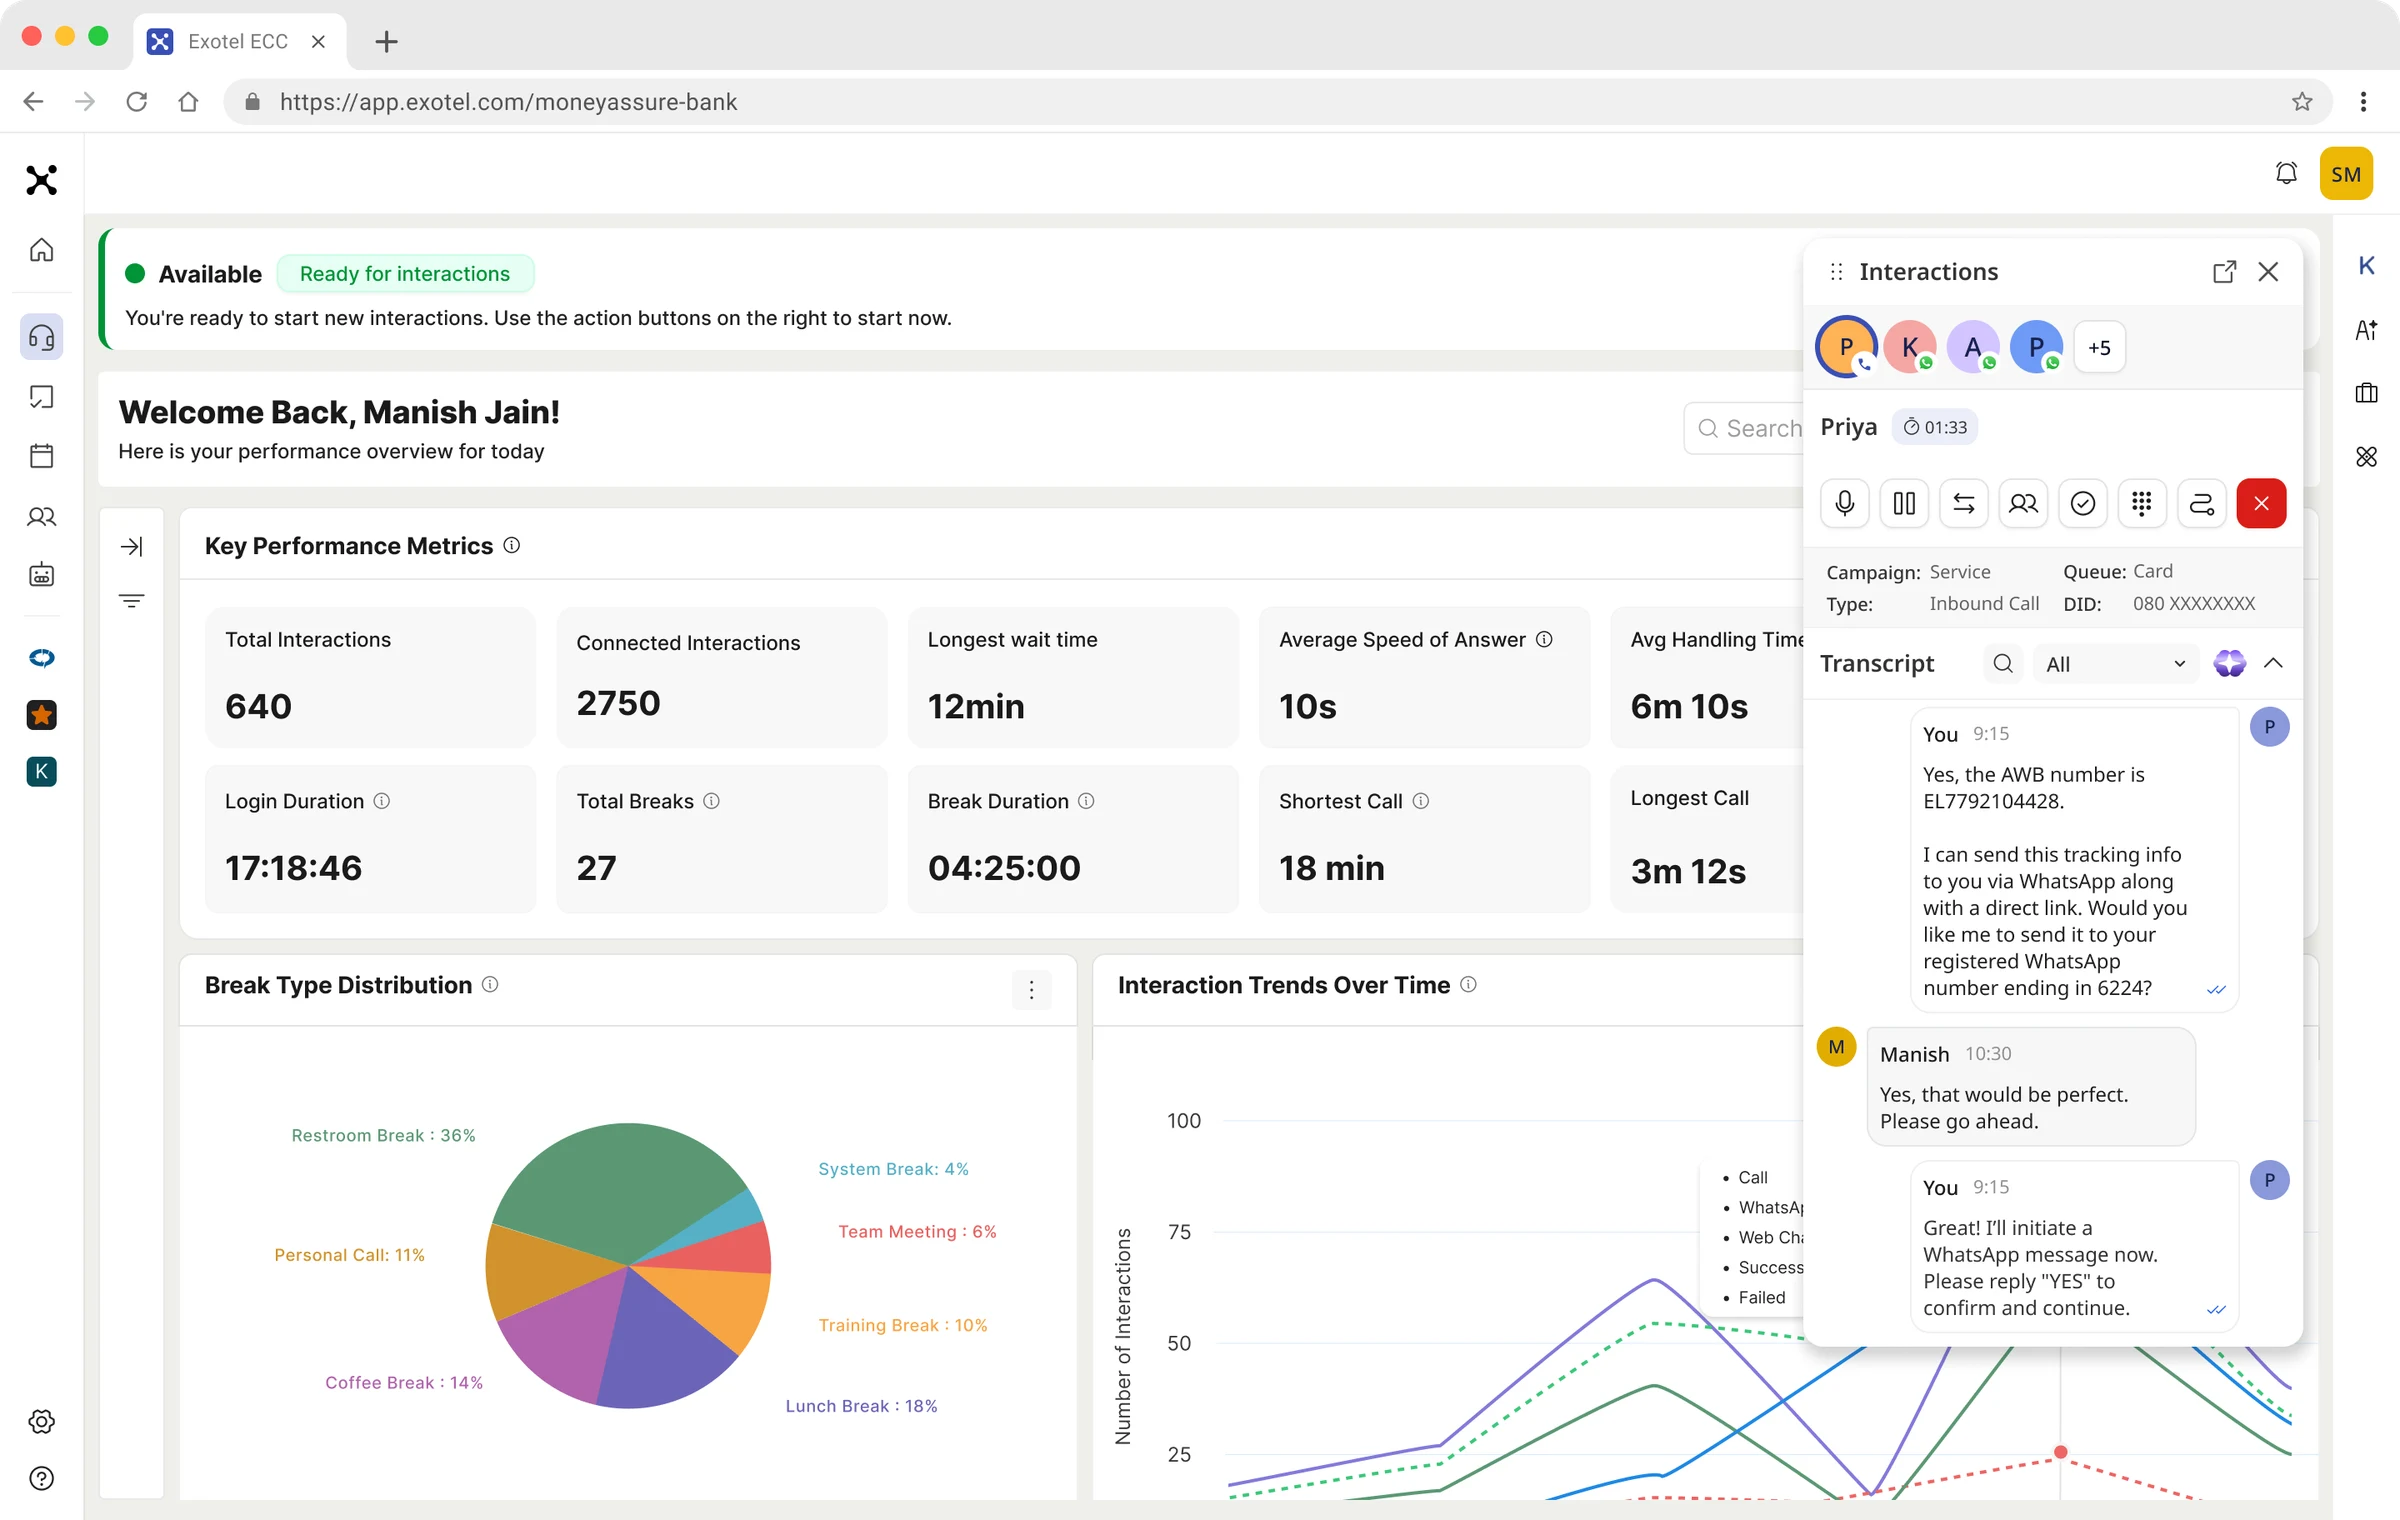 Exotel ECC
https://app.exotel.com/moneyassure-bank
SM
Available
Ready for interactions
You're ready to start new interactions. Use the action buttons on the right to start now.
Welcome Back, Manish Jain!
Here is your performance overview for today
Search
Key Performance Metrics
Total Interactions
640
Connected Interactions
2750
Longest wait time
12min
Average Speed of Answer
10s
Avg Handling Time
6m 10s
Login Duration
17:18:46
Total Breaks
27
Break Duration
04:25:00
Shortest Call
18 min
Longest Call
3m 12s
Break Type Distribution
Restroom Break : 36%
System Break: 4%
Team Meeting : 6%
Personal Call: 11%
Training Break : 10%
Coffee Break : 14%
Lunch Break : 18%
Interaction Trends Over Time
Number of Interactions
100
75
50
25
Call
WhatsAp
Web Cha
Success
Failed
Interactions
P
K
A
P
+5
Priya
01:33
Campaign: Service
Queue: Card
Type: Inbound Call
DID: 080 XXXXXXXX
Transcript
All
You 9:15
P
Yes, the AWB number is
EL7792104428.
I can send this tracking info
to you via WhatsApp along
with a direct link. Would you
like me to send it to your
registered WhatsApp
number ending in 6224?
M
Manish 10:30
Yes, that would be perfect.
Please go ahead.
You 9:15
P
Great! I’ll initiate a
WhatsApp message now.
Please reply "YES" to
confirm and continue.
K
K
Ai